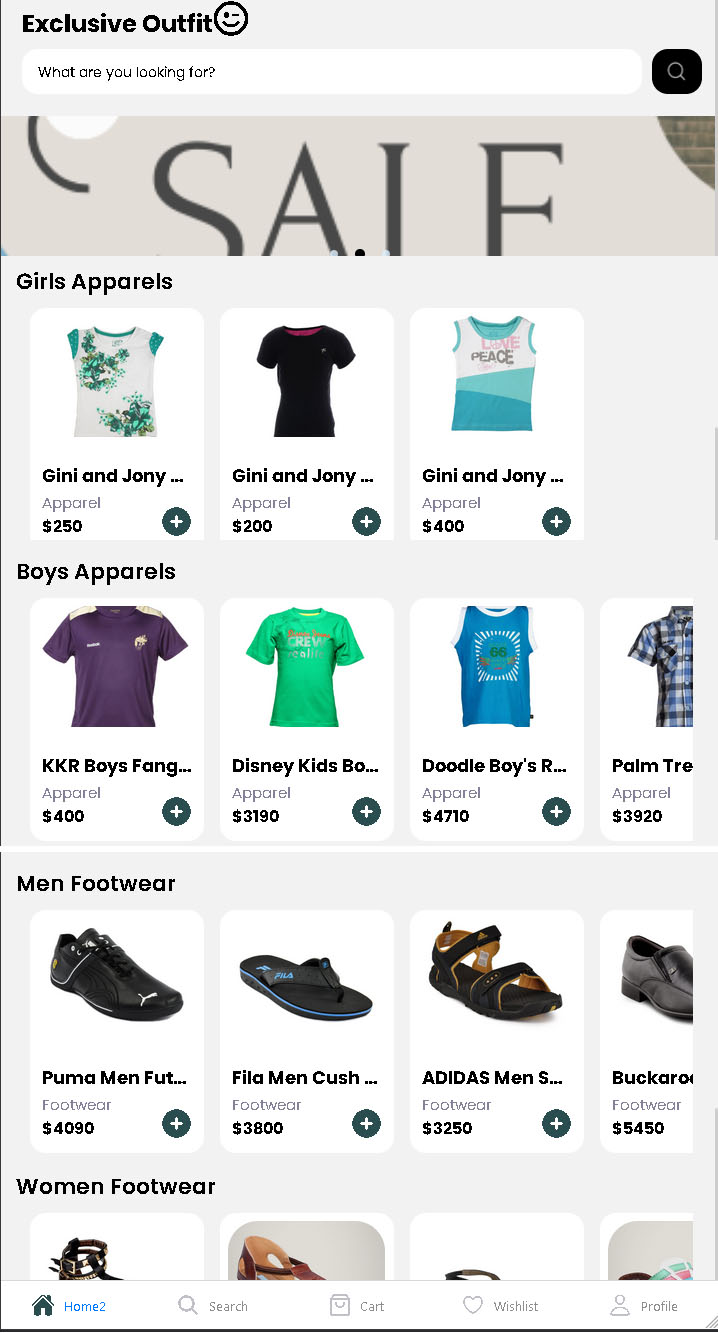 Exclusive Outfit
What are you looking for?
SALE
Girls Apparels
Gini and Jony ... Gini and Jony ... Gini and Jony ...
Apparel Apparel Apparel
$250 $200 $400
Boys Apparels
KKR Boys Fang... Disney Kids Bo... Doodle Boy's R... Palm Tre
Apparel Apparel Apparel Apparel
$400 $3190 $4710 $3920
Men Footwear
FILA
Puma Men Fut... Fila Men Cush ... ADIDAS Men S... Buckaroo
Footwear Footwear Footwear Footwear
$4090 $3800 $3250 $5450
Women Footwear
Home2 Search Cart Wishlist Profile